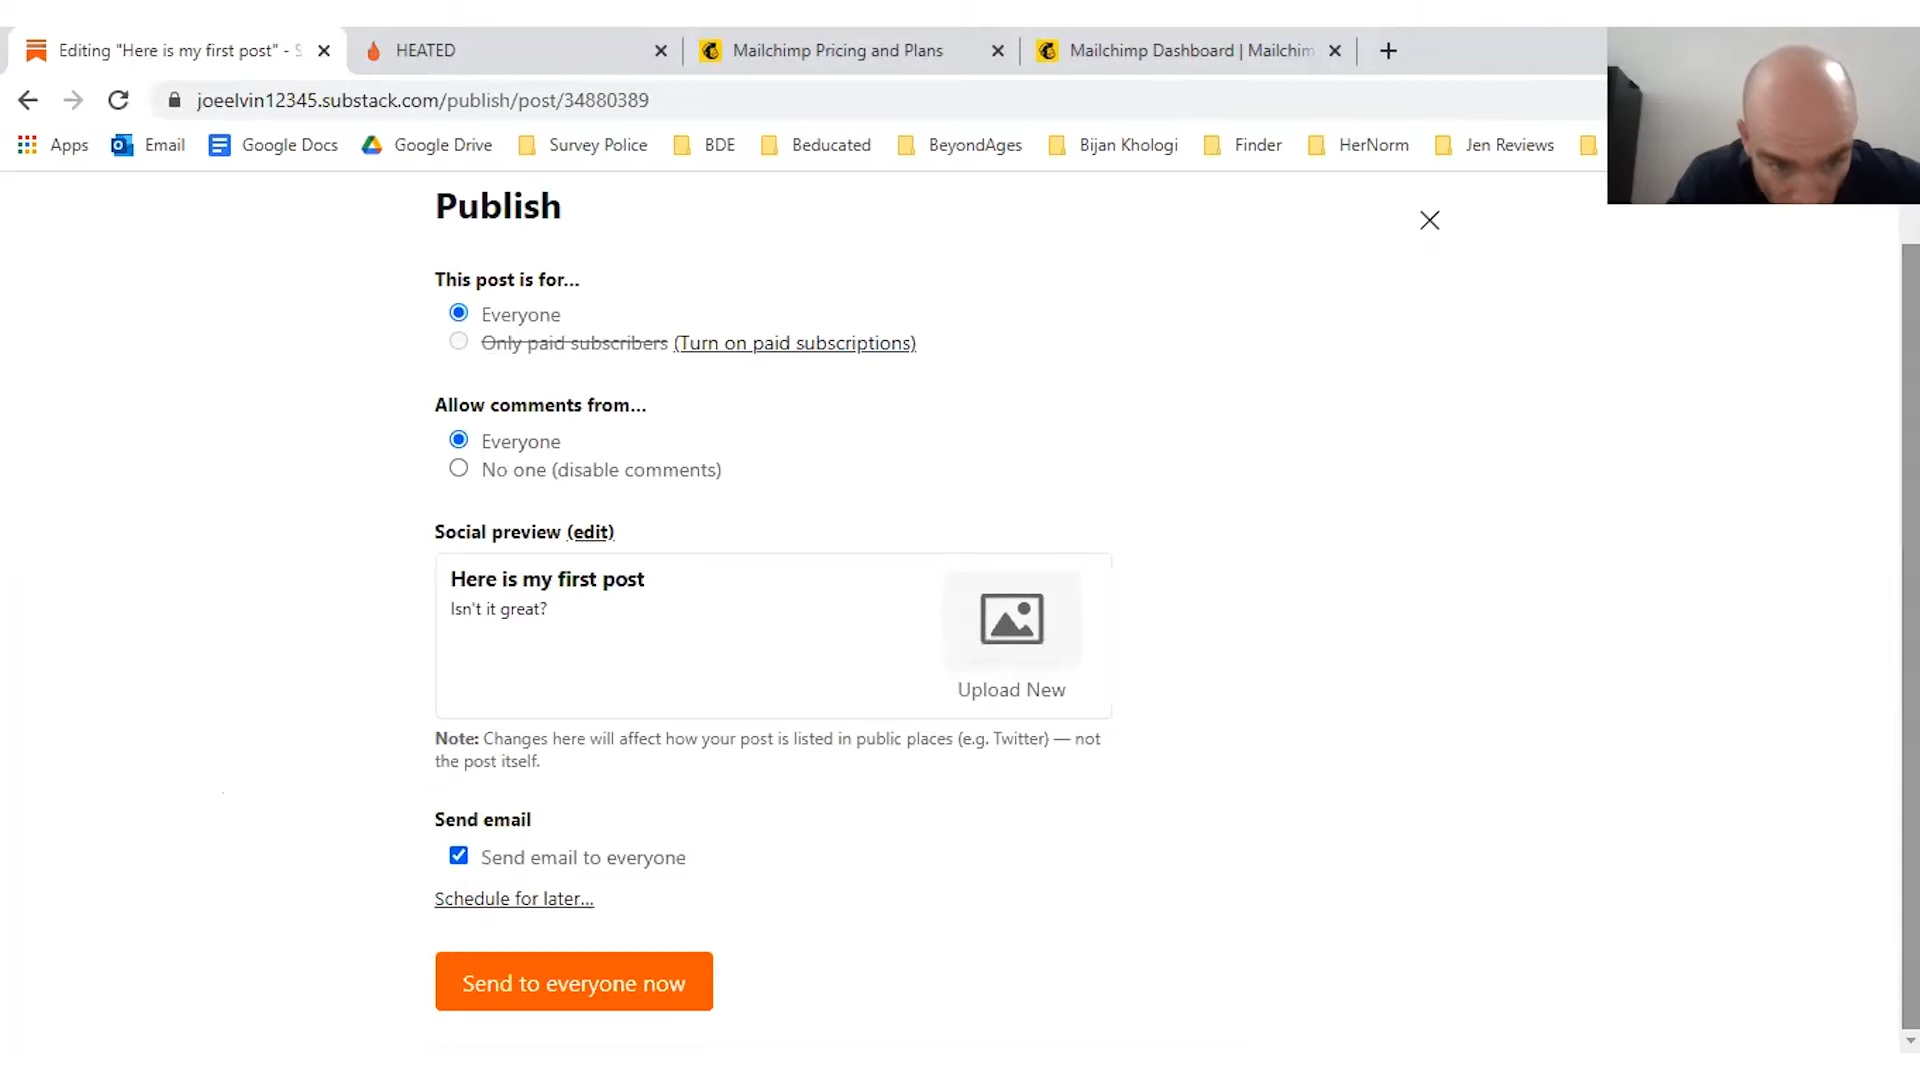 Editing "Here is my first post" - S
HEATED
Mailchimp Pricing and Plans
Mailchimp Dashboard | Mailchim
joeelvin12345.substack.com/publish/post/34880389
Apps
Email
Google Docs
Google Drive
Survey Police
BDE
Beducated
BeyondAges
Bijan Khologi
Finder
HerNorm
Jen Reviews
Publish
This post is for...
Everyone
Only paid subscribers (Turn on paid subscriptions)
Allow comments from...
Everyone
No one (disable comments)
Social preview (edit)
Here is my first post
Isn't it great?
Upload New
Note: Changes here will affect how your post is listed in public places (e.g. Twitter) — not
the post itself.
Send email
Send email to everyone
Schedule for later...
Send to everyone now